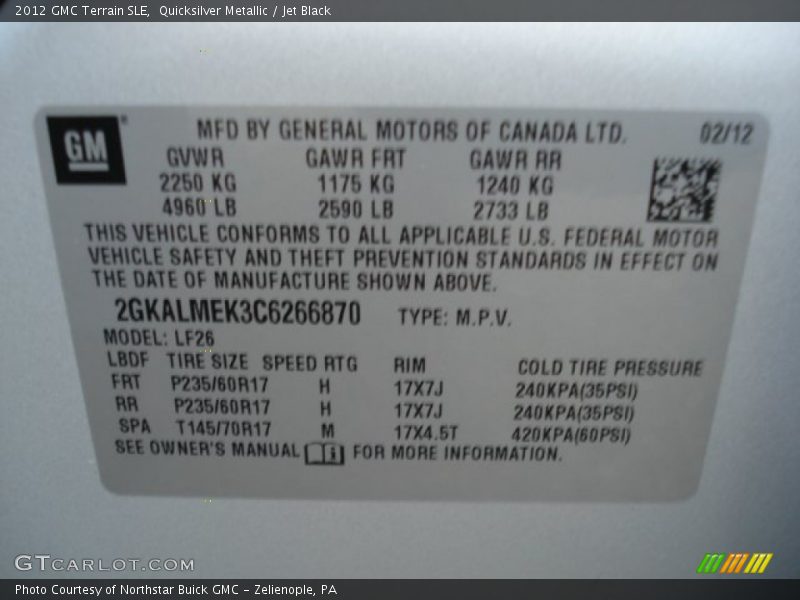 2012 GMC Terrain SLE,  Quicksilver Metallic / Jet Black
GM
MFD BY GENERAL MOTORS OF CANADA LTD. 02/12
GVWR GAWR FRT GAWR RR
2250 KG 1175 KG 1240 KG
4960 LB 2590 LB 2733 LB
THIS VEHICLE CONFORMS TO ALL APPLICABLE U.S. FEDERAL MOTOR
VEHICLE SAFETY AND THEFT PREVENTION STANDARDS IN EFFECT ON
THE DATE OF MANUFACTURE SHOWN ABOVE.
2GKALMEK3C6266870 TYPE: M.P.V.
MODEL: LF26
LBDF TIRE SIZE SPEED RTG RIM COLD TIRE PRESSURE
FRT P235/60R17 H 17X7J 240KPA(35PSI)
RR P235/60R17 H 17X7J 240KPA(35PSI)
SPA T145/70R17 M 17X4.5T 420KPA(60PSI)
SEE OWNER'S MANUAL FOR MORE INFORMATION.
GTCARLOT.COM
Photo Courtesy of Northstar Buick GMC - Zelienople, PA